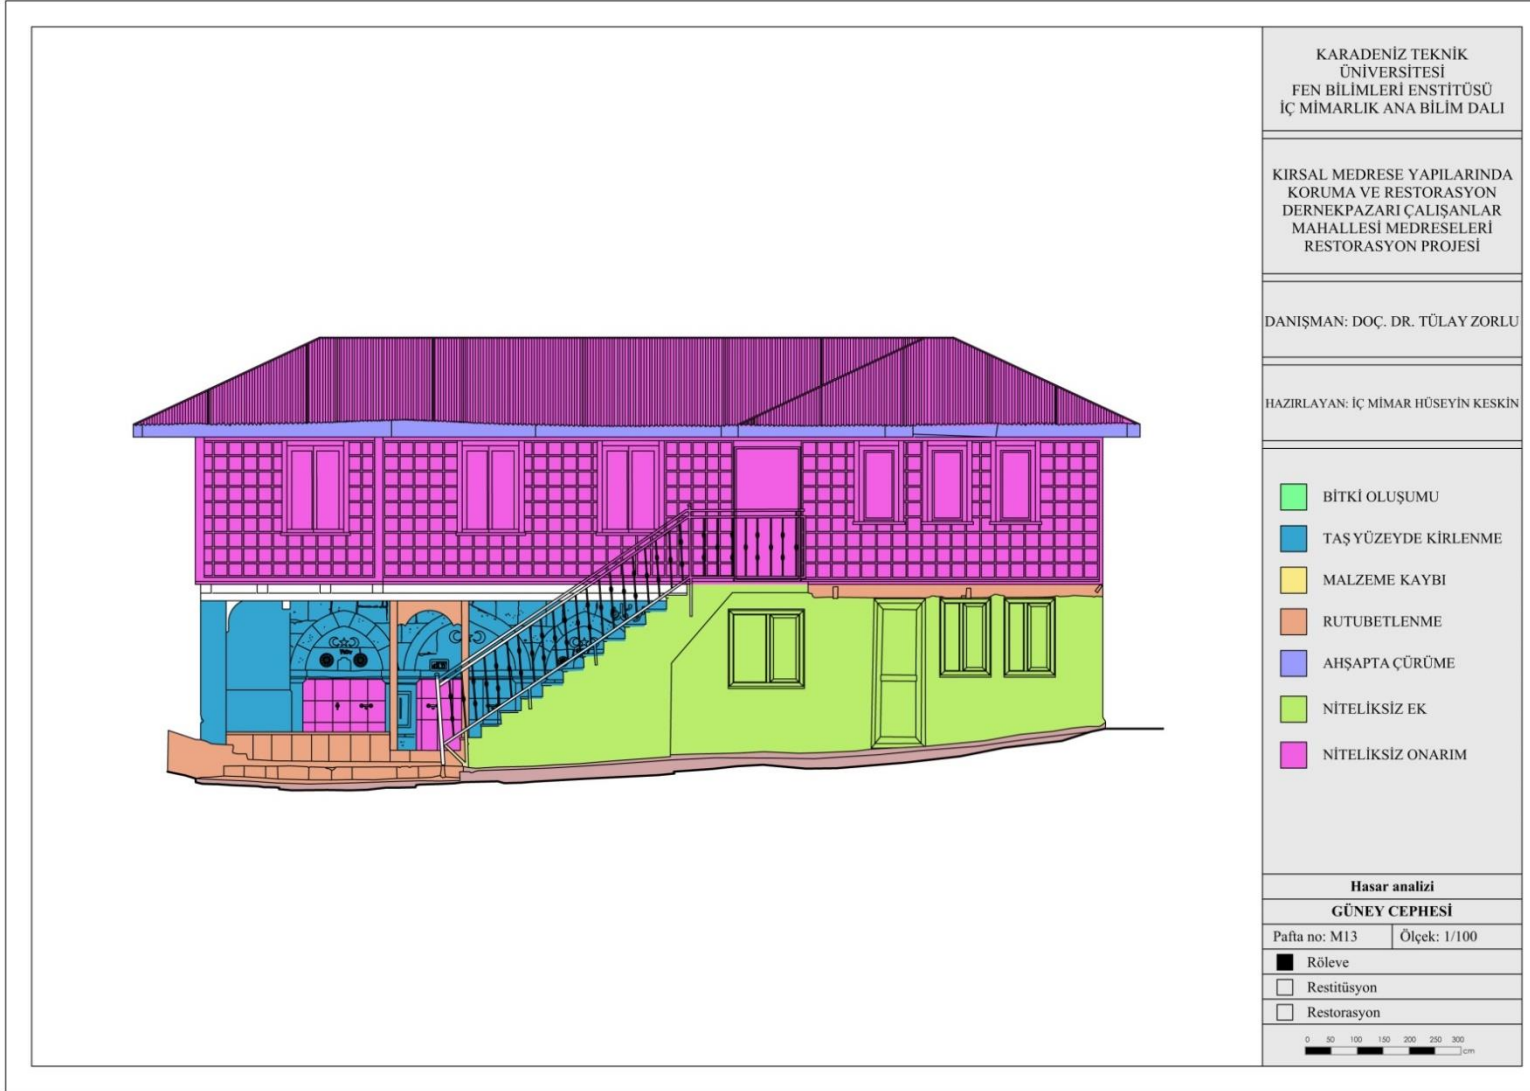 KARADENİZ TEKNİK
ÜNİVERSİTESİ
FEN BİLİMLERİ ENSTİTÜSÜ
İÇ MİMARLIK ANA BİLİM DALI
KIRSAL MEDRESE YAPILARINDA
KORUMA VE RESTORASYON
DERNEKPAZARI ÇALIŞANLAR
MAHALLESİ MEDRESELERİ
RESTORASYON PROJESİ
DANIŞMAN: DOÇ. DR. TÜLAY ZORLU
HAZIRLAYAN: İÇ MİMAR HÜSEYİN KESKİN
BİTKİ OLUŞUMU
TAŞ YÜZEYDE KİRLENME
MALZEME KAYBI
RUTUBETLENME
AHŞAPTA ÇÜRÜME
NİTELİKSİZ EK
NİTELİKSİZ ONARIM
Hasar analizi
GÜNEY CEPHESİ
Pafta no: M13 Ölçek: 1/100
Röleve
Restitüsyon
Restorasyon
0 50 100 150 200 250 300
cm